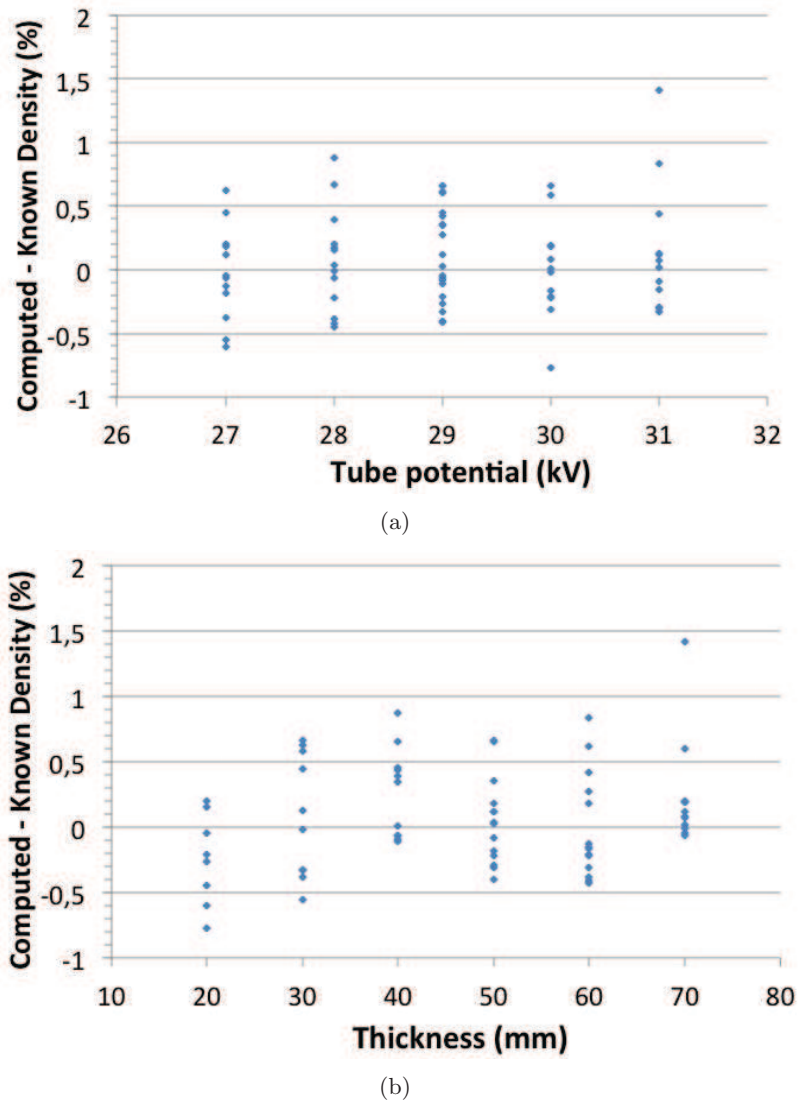 2
1,5
1
0,5
0
-0,5
-1
Computed - Known Density (%)
26 27 28 29 30 31 32
Tube potential (kV)
(a)
2
1,5
1
0,5
0
-0,5
-1
Computed - Known Density (%)
10 20 30 40 50 60 70 80
Thickness (mm)
(b)